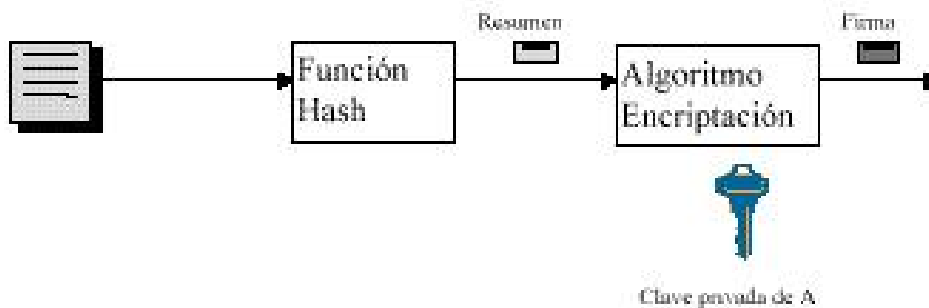 Resumen
Firma
Función
Hash
Algoritmo
Encriptación
Clave privada de A